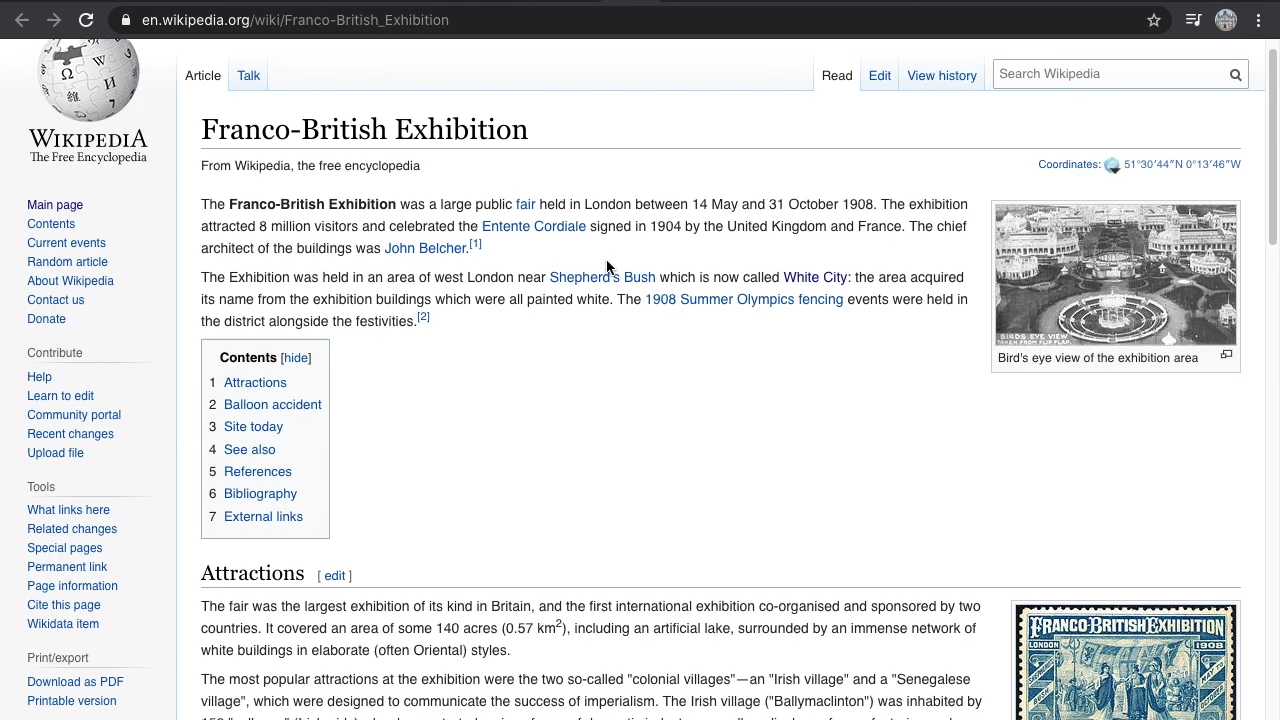 en.wikipedia.org/wiki/Franco-British_Exhibition
WIKIPEDIA
The Free Encyclopedia
Main page
Contents
Current events
Random article
About Wikipedia
Contact us
Donate
Contribute
Help
Learn to edit
Community portal
Recent changes
Upload file
Tools
What links here
Related changes
Special pages
Permanent link
Page information
Cite this page
Wikidata item
Print/export
Download as PDF
Printable version
Article Talk
Read Edit View history
Search Wikipedia
Franco-British Exhibition
From Wikipedia, the free encyclopedia
Coordinates: 51°30′44″N 0°13′46″W
The Franco-British Exhibition was a large public fair held in London between 14 May and 31 October 1908. The exhibition
attracted 8 million visitors and celebrated the Entente Cordiale signed in 1904 by the United Kingdom and France. The chief
architect of the buildings was John Belcher.[1]
The Exhibition was held in an area of west London near Shepherd's Bush which is now called White City: the area acquired
its name from the exhibition buildings which were all painted white. The 1908 Summer Olympics fencing events were held in
the district alongside the festivities.[2]
BIRDS EYE VIEW
TAKEN FROM FLIP FLAP.
Bird's eye view of the exhibition area
Contents [hide]
1 Attractions
2 Balloon accident
3 Site today
4 See also
5 References
6 Bibliography
7 External links
Attractions [ edit ]
The fair was the largest exhibition of its kind in Britain, and the first international exhibition co-organised and sponsored by two
countries. It covered an area of some 140 acres (0.57 km2), including an artificial lake, surrounded by an immense network of
white buildings in elaborate (often Oriental) styles.
The most popular attractions at the exhibition were the two so-called "colonial villages"—an "Irish village" and a "Senegalese
village", which were designed to communicate the success of imperialism. The Irish village ("Ballymaclinton") was inhabited by
FRANCO-BRITISH EXHIBITION
LONDON 1908